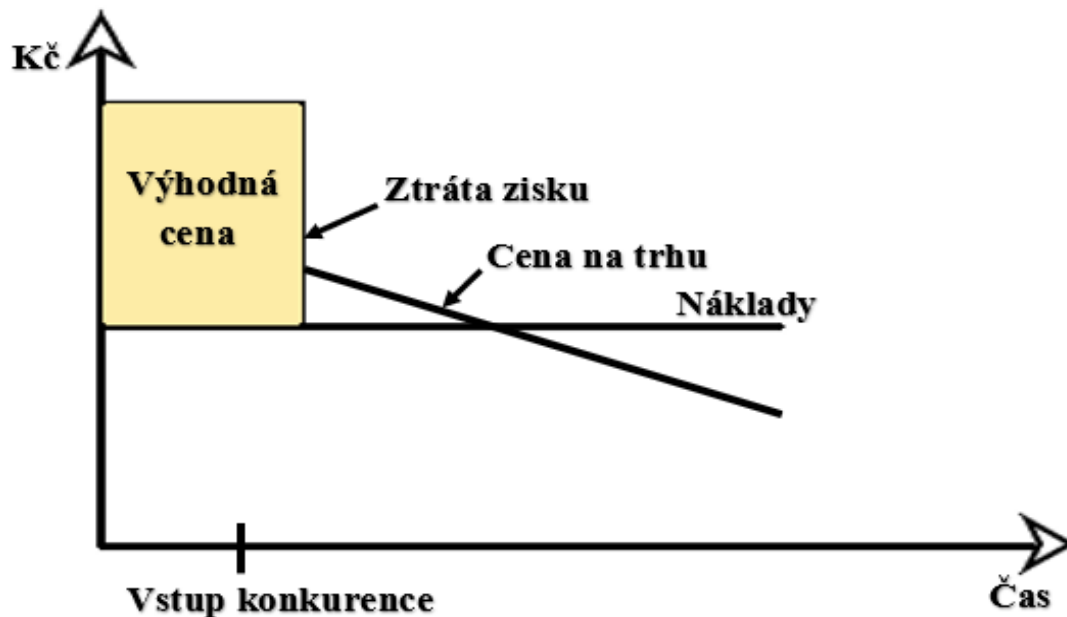 Kč
Výhodná
cena
Ztráta zisku
Cena na trhu
Náklady
Vstup konkurence
Čas